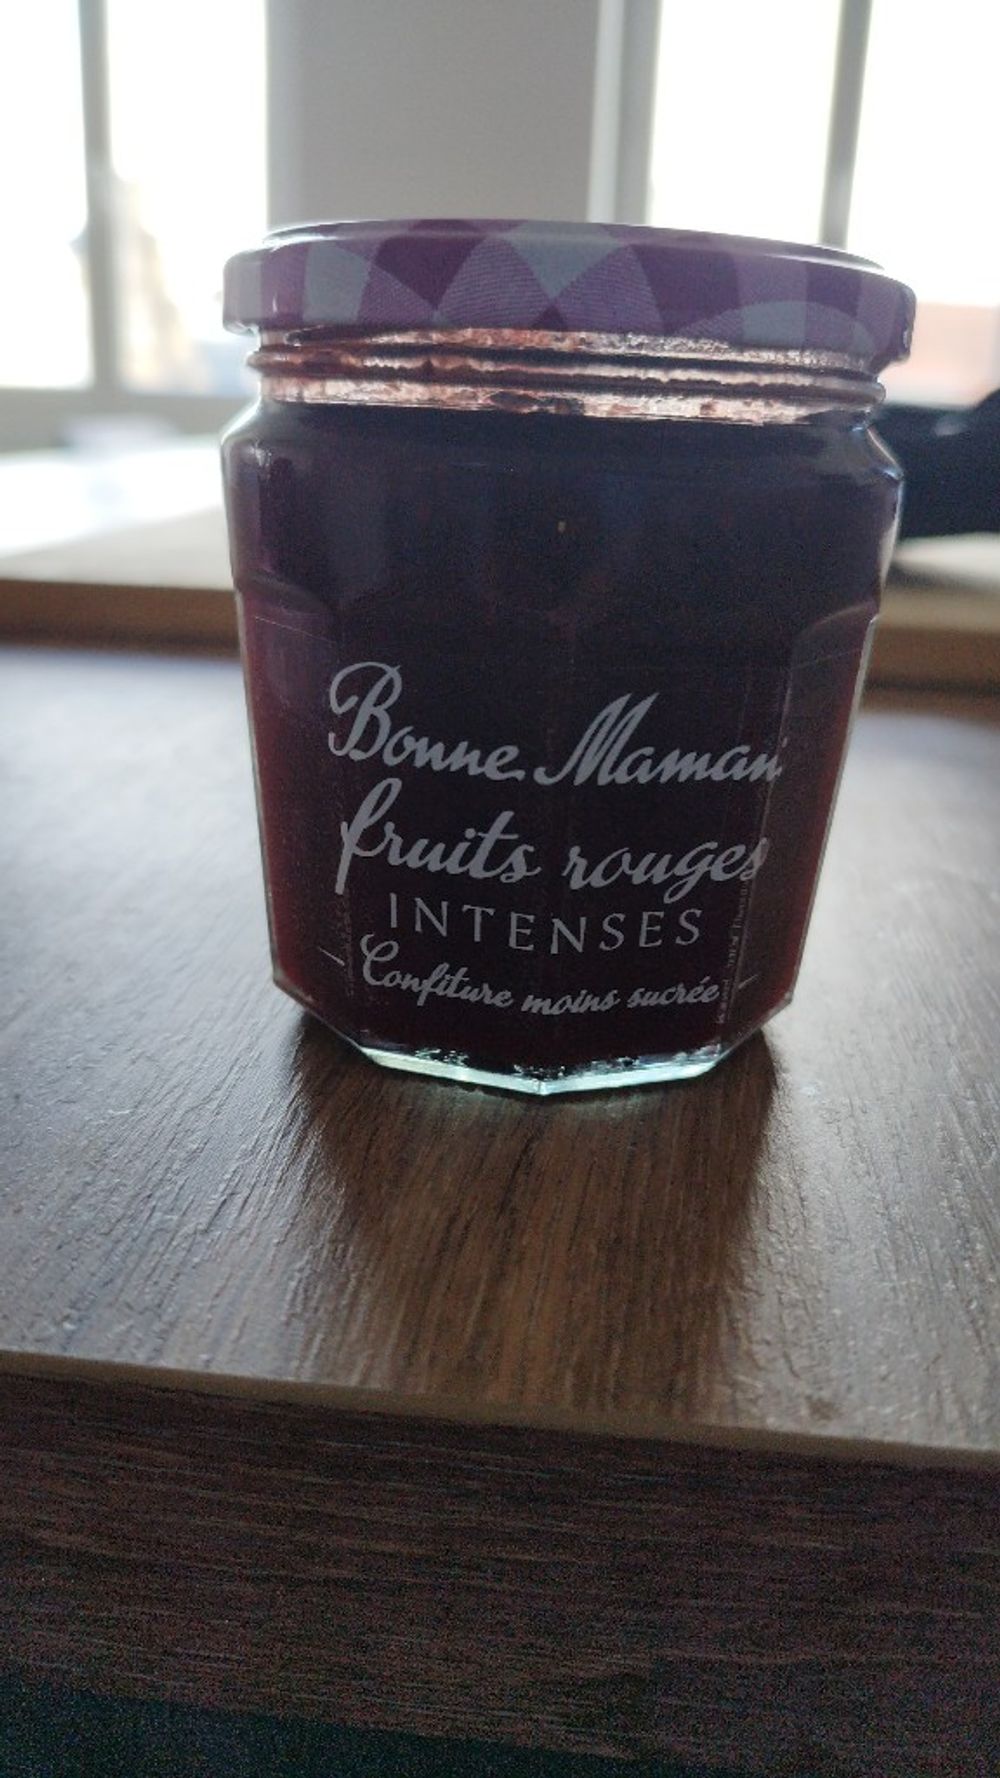 Bonne Maman
fruits rouges
INTENSES
Confiture moins sucrée